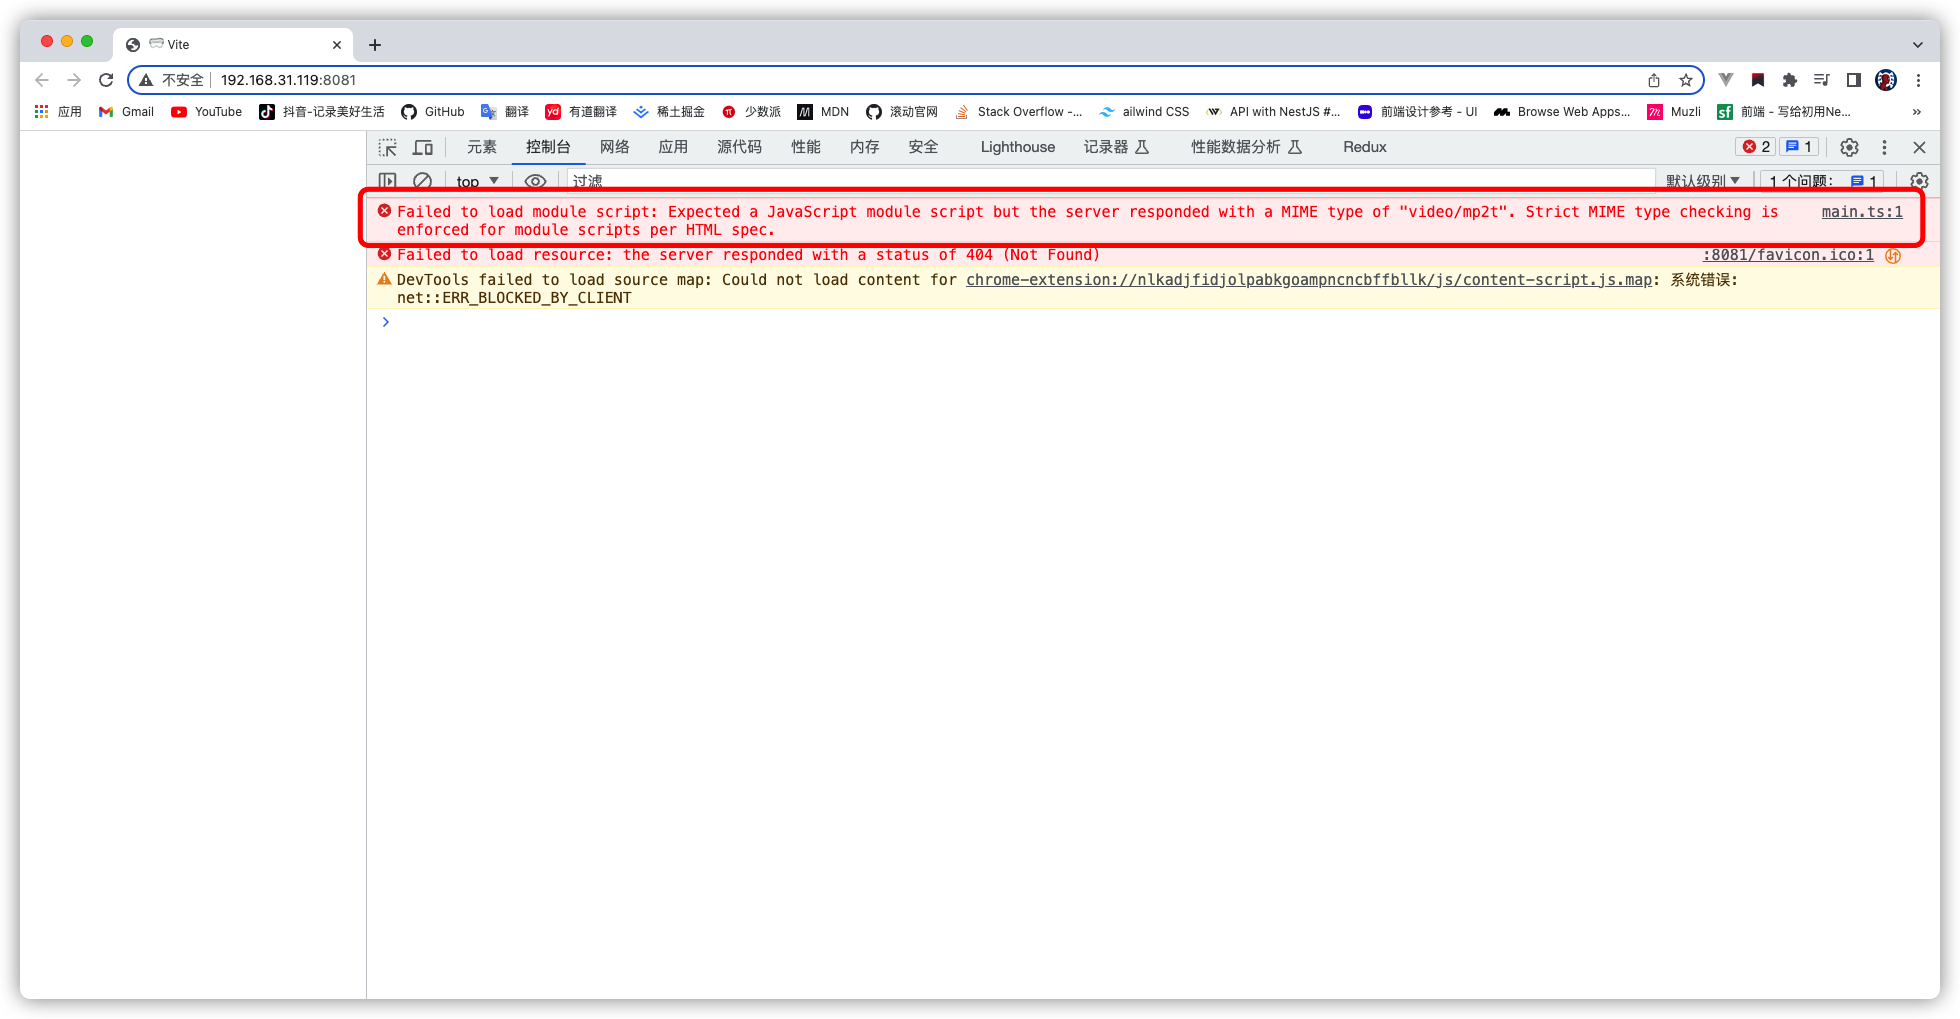 Vite
不安全 192.168.31.119:8081
应用 Gmail YouTube 抖音-记录美好生活 GitHub 翻译 yd 有道翻译 稀土掘金 少数派 M MDN 滚动官网 Stack Overflow -... ailwind CSS API with NestJS #... 前端设计参考 - UI Browse Web Apps... m Muzli sf 前端 - 写给初用Ne... »
元素 控制台 网络 应用 源代码 性能 内存 安全 Lighthouse 记录器 性能数据分析 Redux 2 1
top 过滤 默认级别 1 个问题: 1
Failed to load module script: Expected a JavaScript module script but the server responded with a MIME type of "video/mp2t". Strict MIME type checking is main.ts:1
enforced for module scripts per HTML spec.
Failed to load resource: the server responded with a status of 404 (Not Found) :8081/favicon.ico:1
DevTools failed to load source map: Could not load content for chrome-extension://nlkadjfidjolpabkgoampncncbffbllk/js/content-script.js.map: 系统错误:
net::ERR_BLOCKED_BY_CLIENT